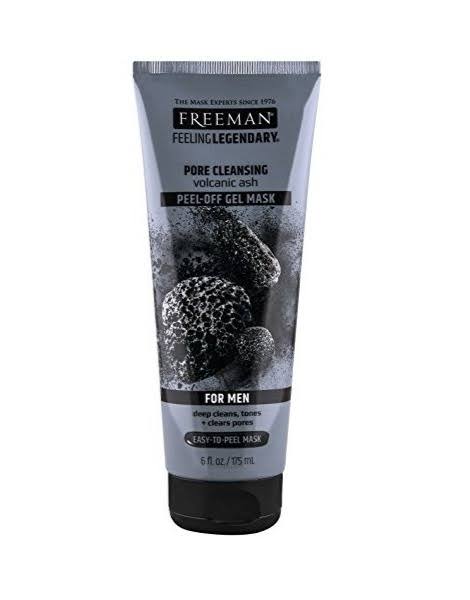 THE MASK EXPERTS SINCE 1976
FREEMAN®
FEELINGLEGENDARY®
PORE CLEANSING
volcanic ash
PEEL-OFF GEL MASK
FOR MEN
deep cleans, tones
+ clears pores
EASY-TO-PEEL MASK
6 fl. oz. / 175 mL